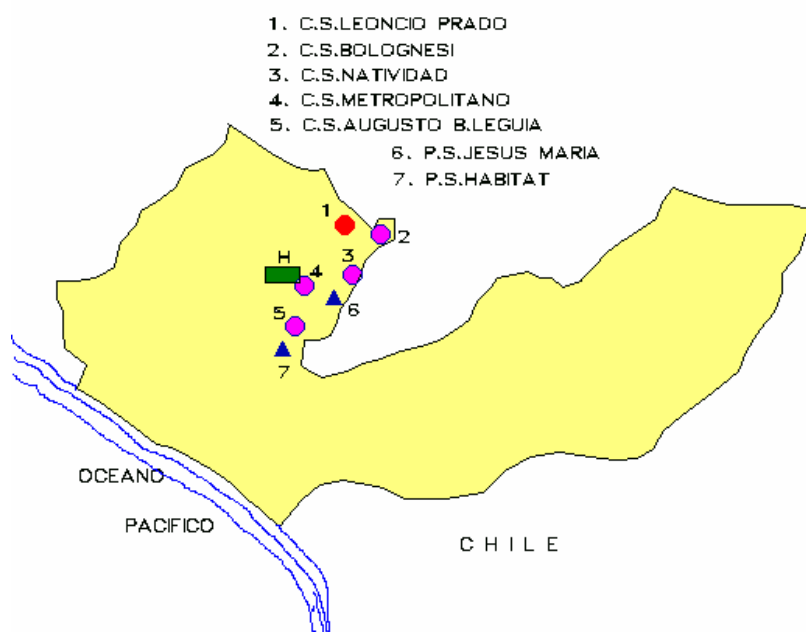 1. C.S.LEONCIO PRADO
2. C.S.BOLOGNESI
3. C.S.NATIVIDAD
4. C.S.METROPOLITANO
5. C.S.AUGUSTO B.LEGUIA
6. P.S.JESUS MARIA
7. P.S.HABITAT
1
2
H
3
4
6
5
7
OCEANO
PACIFICO
CHILE